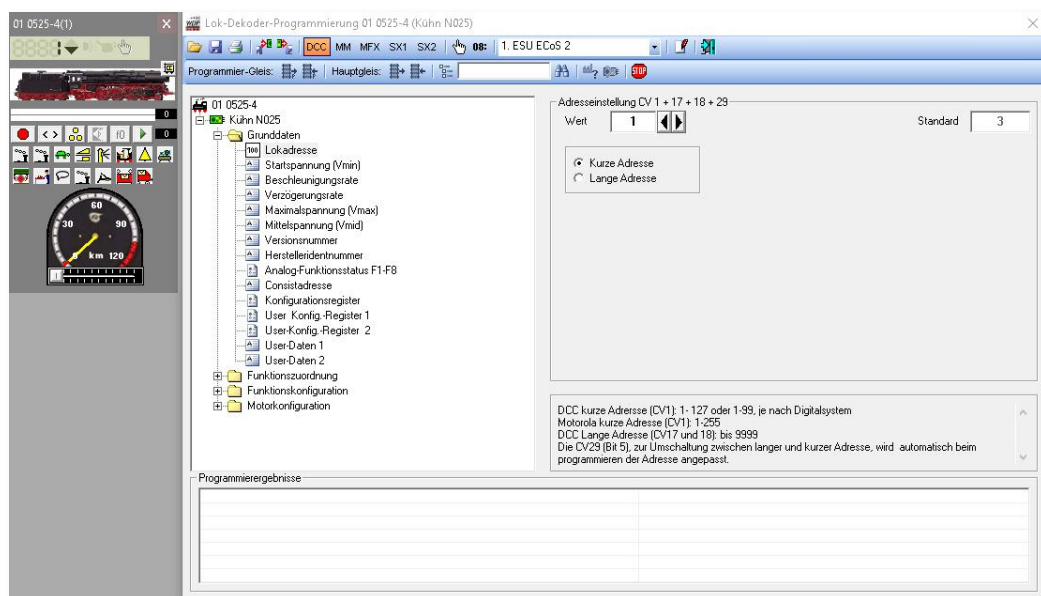 01 0525-4(1)
Lok-Dekoder-Programmierung 01 0525-4 (Kühn N025)
DCC MM MFX SX1 SX2 08: 1. ESU ECoS 2
Programmier-Gleis: Hauptgleis: STOP
0
f0 0
60
30 90
0 km 120
01 0525-4
Kühn N025
Grunddaten
Lokadresse
Startspannung (Vmin)
Beschleunigungsrate
Verzögerungsrate
Maximalspannung (Vmax)
Mittelspannung (Vmid)
Versionsnummer
Herstelleridentnummer
Analog-Funktionsstatus F1-F8
Consistadresse
Konfigurationsregister
User Konfig.-Register 1
User-Konfig.-Register 2
User-Daten 1
User-Daten 2
Funktionszuordnung
Funktionskonfiguration
Motorkonfiguration
Adresseinstellung CV 1 + 17 + 18 + 29
Wert 1 Standard 3
Kurze Adresse
Lange Adresse
DCC kurze Adrersse (CV1): 1- 127 oder 1-99, je nach Digitalsystem
Motorola kurze Adresse (CV1): 1-255
DCC Lange Adresse (CV17 und 18): bis 9999
Die CV29 (Bit 5), zur Umschaltung zwischen langer und kurzer Adresse, wird automatisch beim
programmieren der Adresse angepasst.
Programmierergebnisse